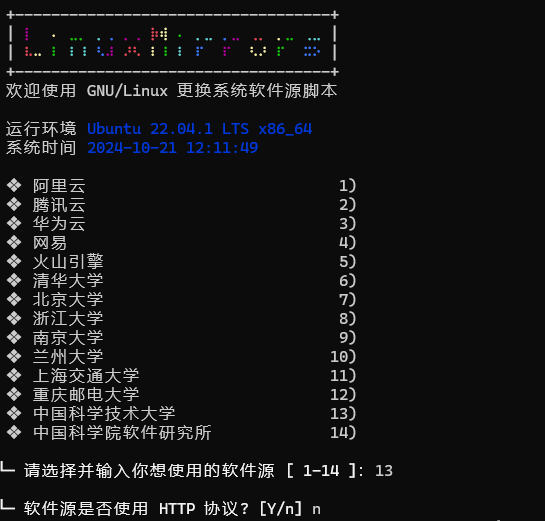 欢迎使用 GNU/Linux 更换系统软件源脚本
运行环境 Ubuntu 22.04.1 LTS x86_64
系统时间 2024-10-21 12:11:49
❖ 阿里云 1)
❖ 腾讯云 2)
❖ 华为云 3)
❖ 网易 4)
❖ 火山引擎 5)
❖ 清华大学 6)
❖ 北京大学 7)
❖ 浙江大学 8)
❖ 南京大学 9)
❖ 兰州大学 10)
❖ 上海交通大学 11)
❖ 重庆邮电大学 12)
❖ 中国科学技术大学 13)
❖ 中国科学院软件研究所 14)
└─ 请选择并输入你想使用的软件源 [ 1-14 ]: 13
└─ 软件源是否使用 HTTP 协议? [Y/n] n